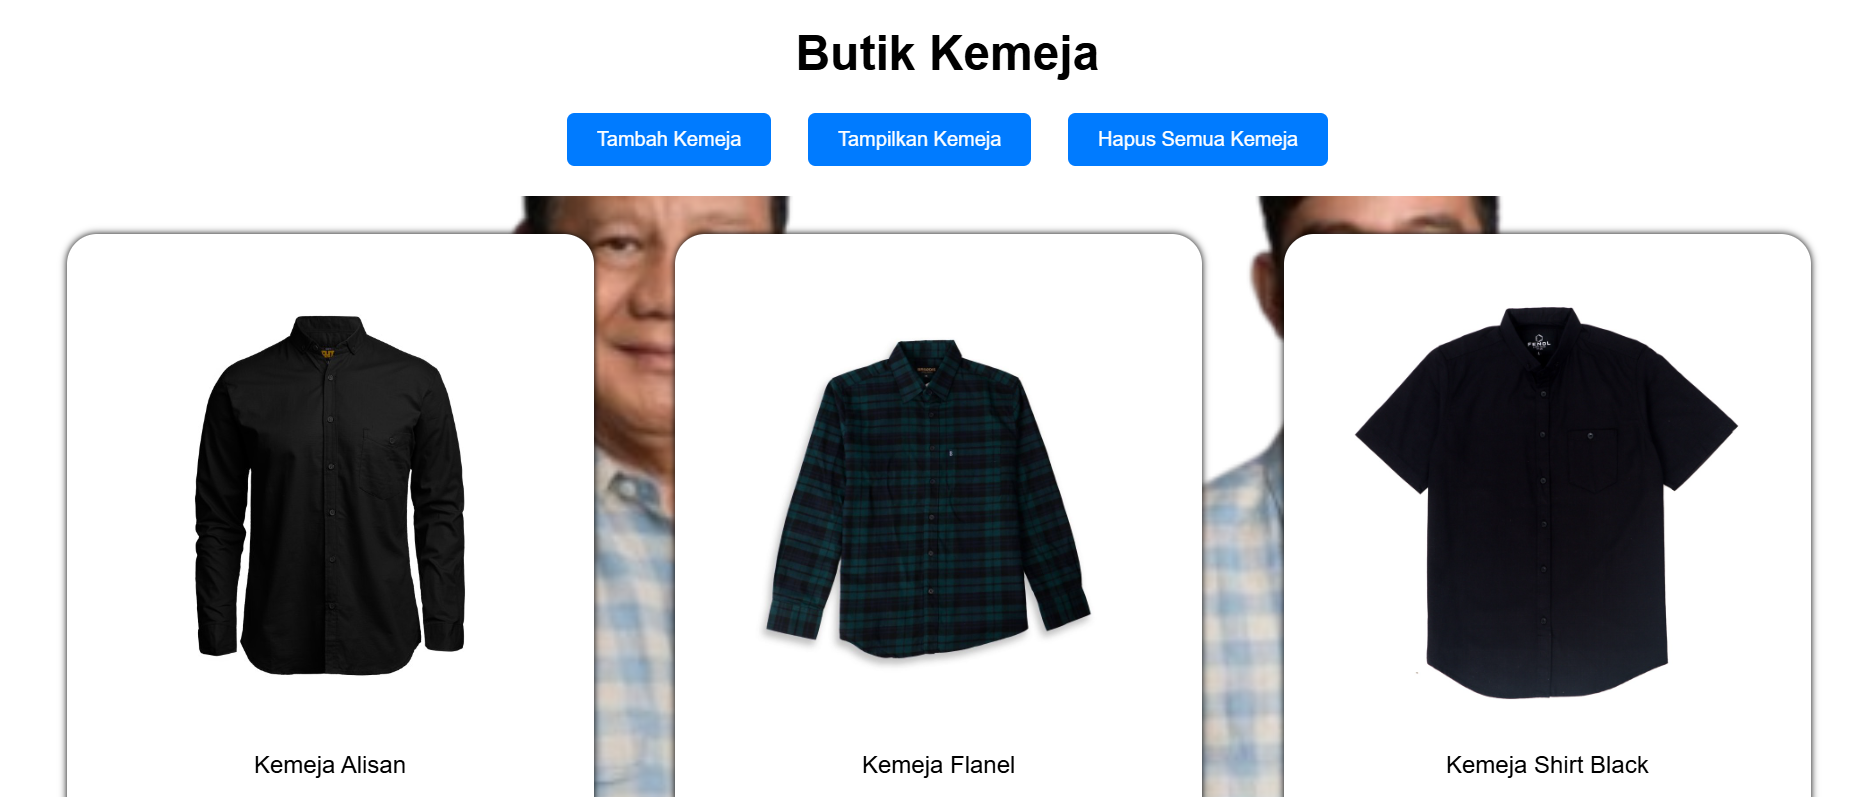 Butik Kemeja
Tambah Kemeja
Tampilkan Kemeja
Hapus Semua Kemeja
Kemeja Alisan
Kemeja Flanel
Kemeja Shirt Black